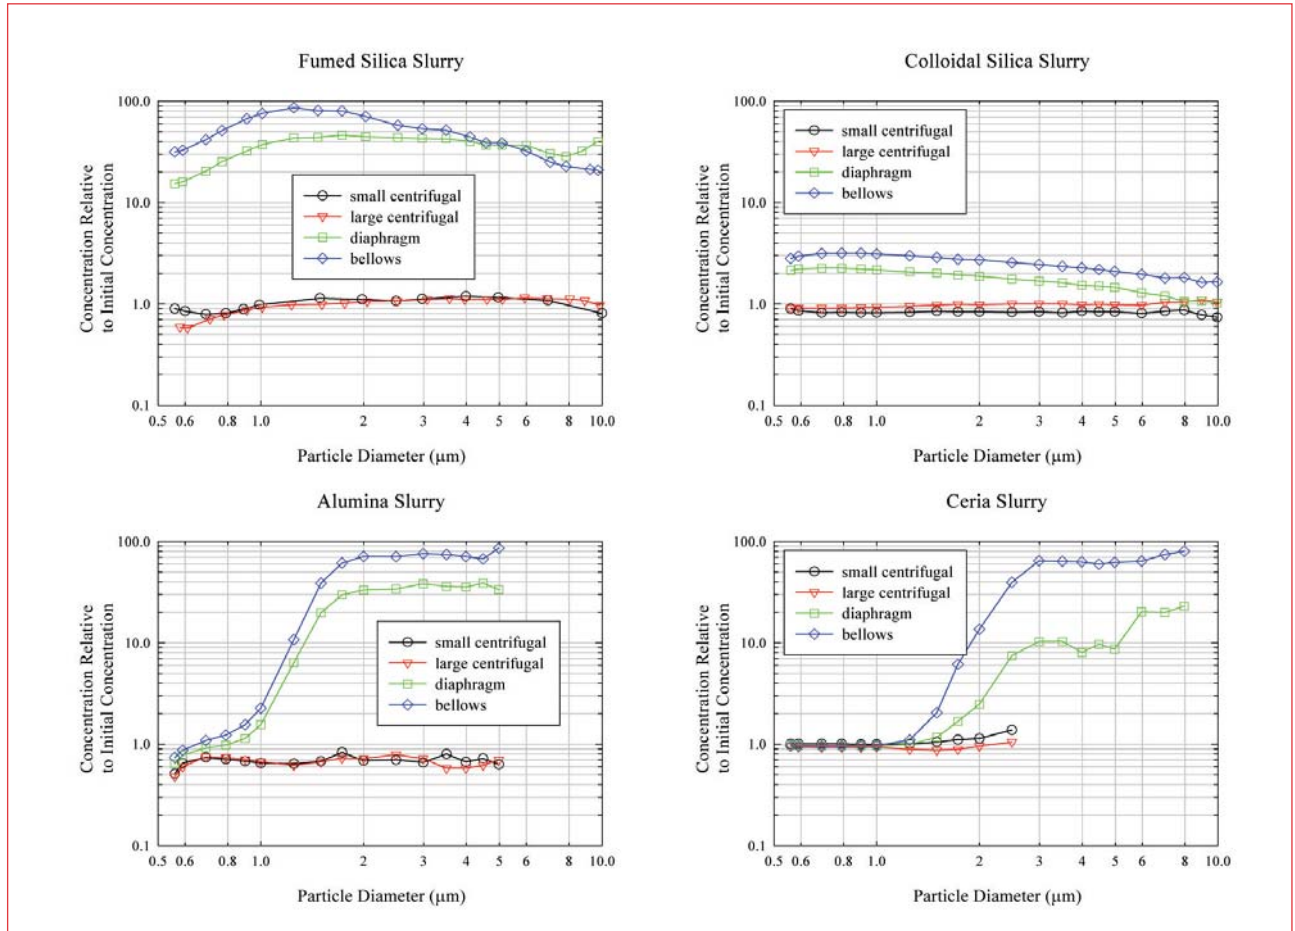 Fumed Silica Slurry
Concentration Relative
to Initial Concentration
100.0
10.0
1.0
0.1
small centrifugal
large centrifugal
diaphragm
bellows
0.5 0.6 0.8 1.0 2 3 4 5 6 8 10.0
Particle Diameter (µm)
Colloidal Silica Slurry
Concentration Relative
to Initial Concentration
100.0
10.0
1.0
0.1
small centrifugal
large centrifugal
diaphragm
bellows
0.5 0.6 0.8 1.0 2 3 4 5 6 8 10.0
Particle Diameter (µm)
Alumina Slurry
Concentration Relative
to Initial Concentration
100.0
10.0
1.0
0.1
small centrifugal
large centrifugal
diaphragm
bellows
0.5 0.6 0.8 1.0 2 3 4 5 6 8 10.0
Particle Diameter (µm)
Ceria Slurry
Concentration Relative
to Initial Concentration
100.0
10.0
1.0
0.1
small centrifugal
large centrifugal
diaphragm
bellows
0.5 0.6 0.8 1.0 2 3 4 5 6 8 10.0
Particle Diameter (µm)